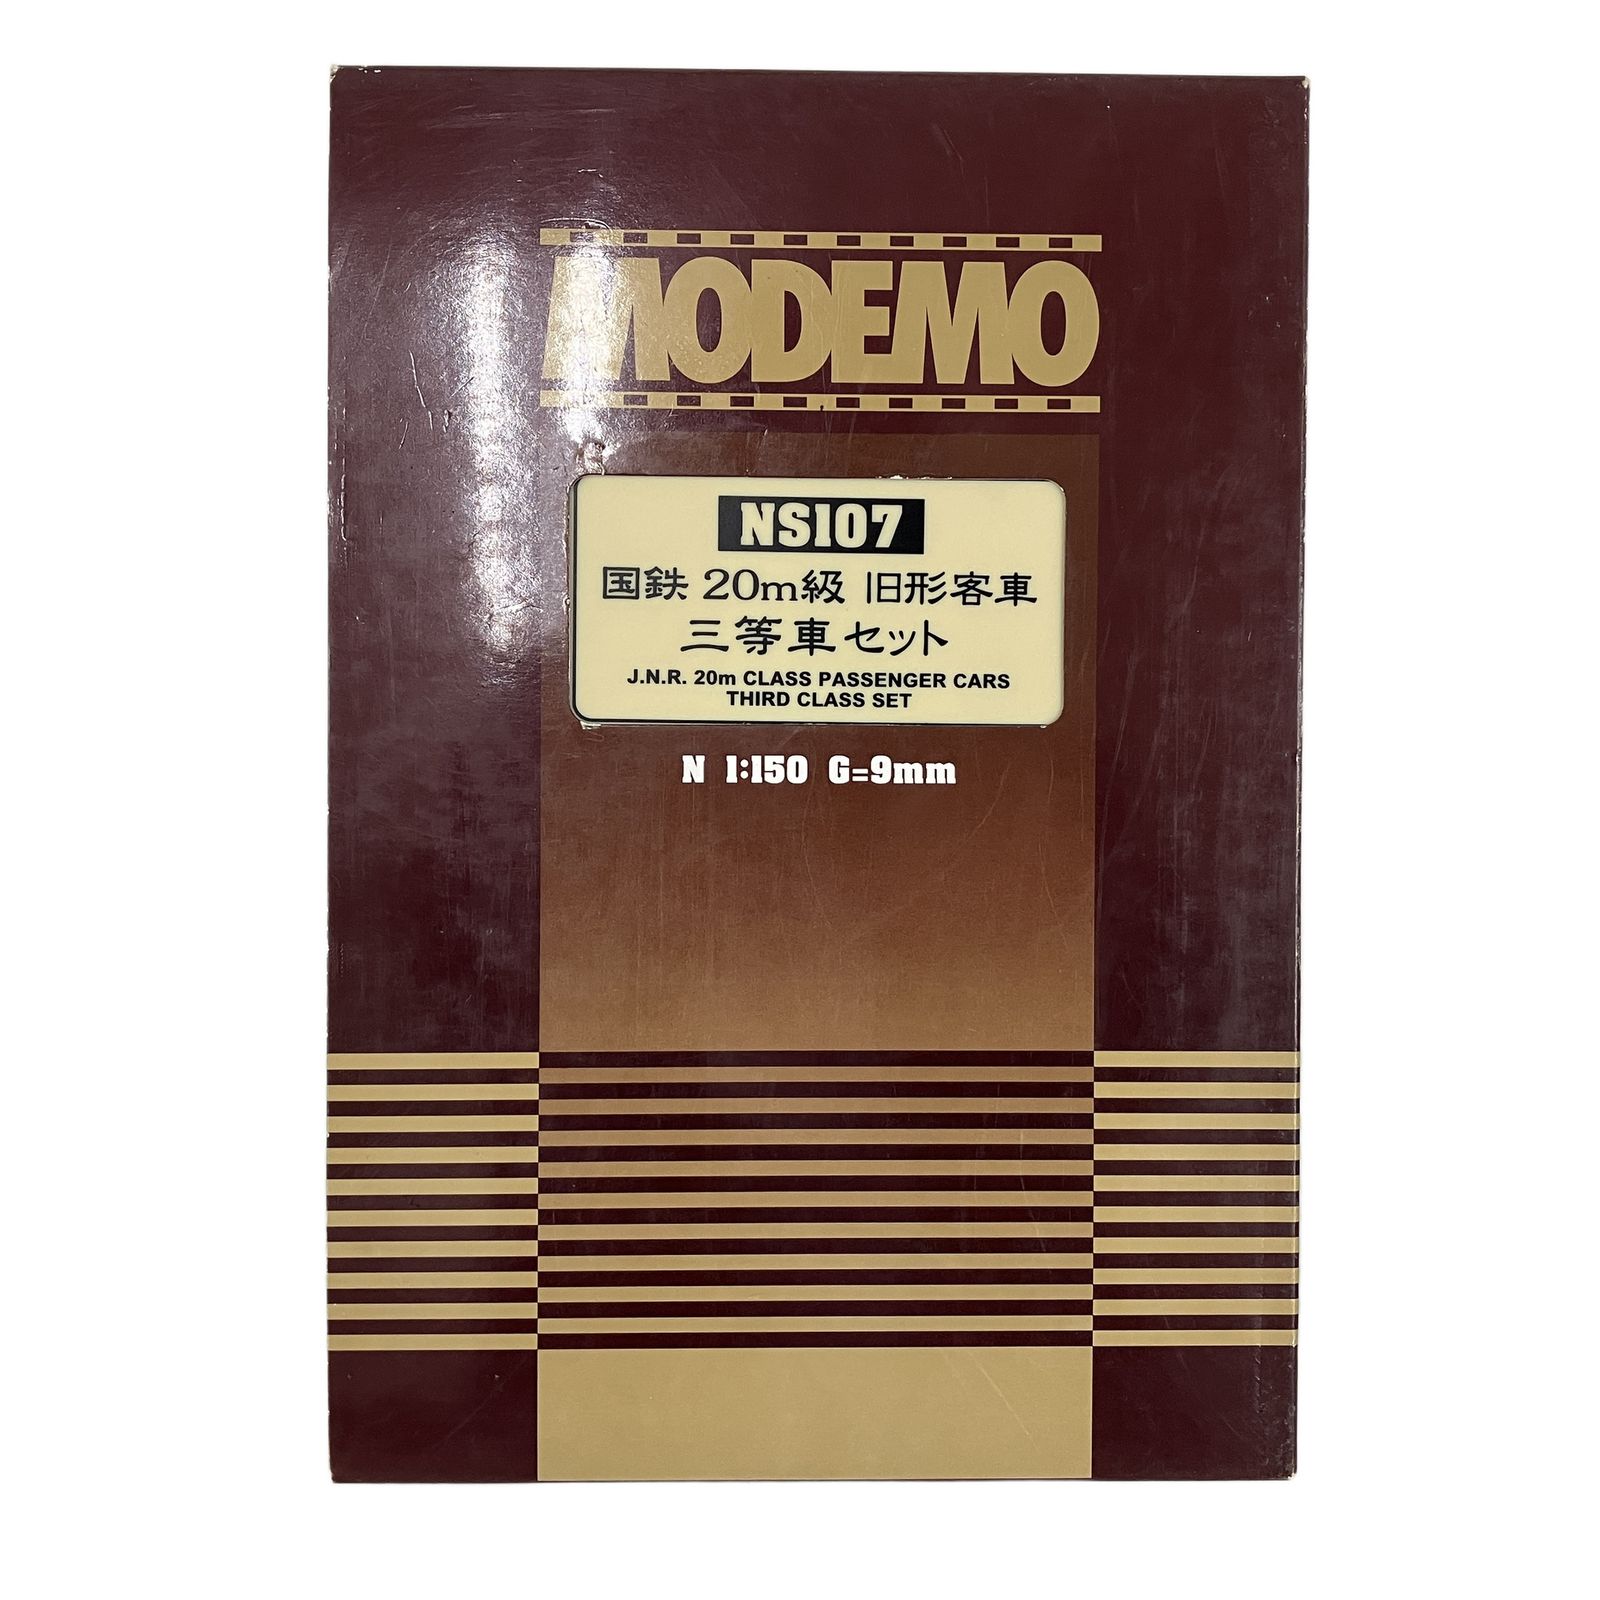 MODEMO
NS107
国鉄 20m級 旧形客車
三等車セット
J.N.R. 20m CLASS PASSENGER CARS
THIRD CLASS SET
N 1:150 G=9mm